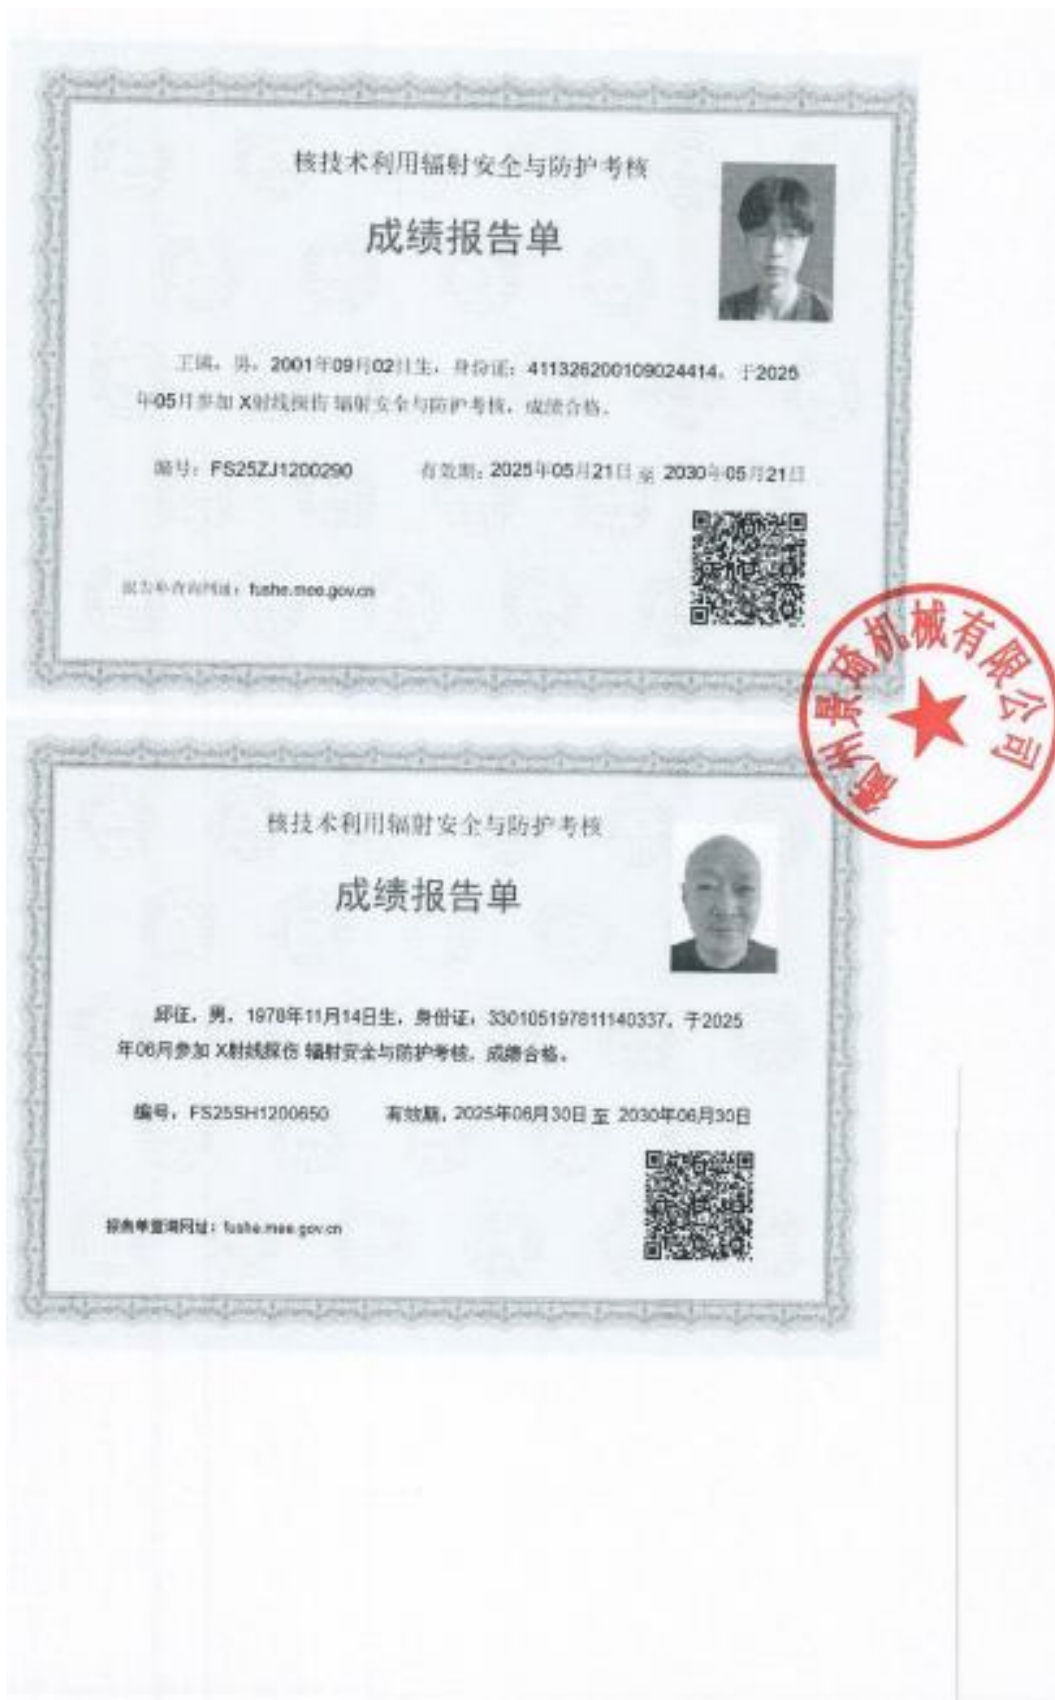 核技术利用辐射安全与防护考核
成绩报告单
男，2001年09月02日生，身份证：411326200109024414，于2025
年05月参加 X射线探伤 辐射安全与防护考核，成绩合格。
编号：FS25ZJ1200290 有效期：2025年05月21日 至 2030年05月21日
报告单查询网址：fushe.mee.gov.cn
衢州景琦机械有限公司
核技术利用辐射安全与防护考核
成绩报告单
邱征，男，1978年11月14日生，身份证：330105197811140337，于2025
年06月参加 X射线探伤 辐射安全与防护考核，成绩合格。
编号：FS25SH1200650 有效期：2025年06月30日 至 2030年06月30日
报告单查询网址：fushe.mee.gov.cn